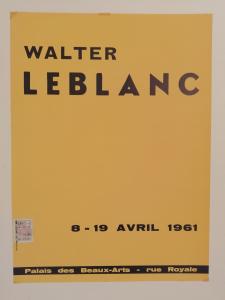 WALTER
LEBLANC
8 - 19 AVRIL 1961
Palais des Beaux-Arts - rue Royale